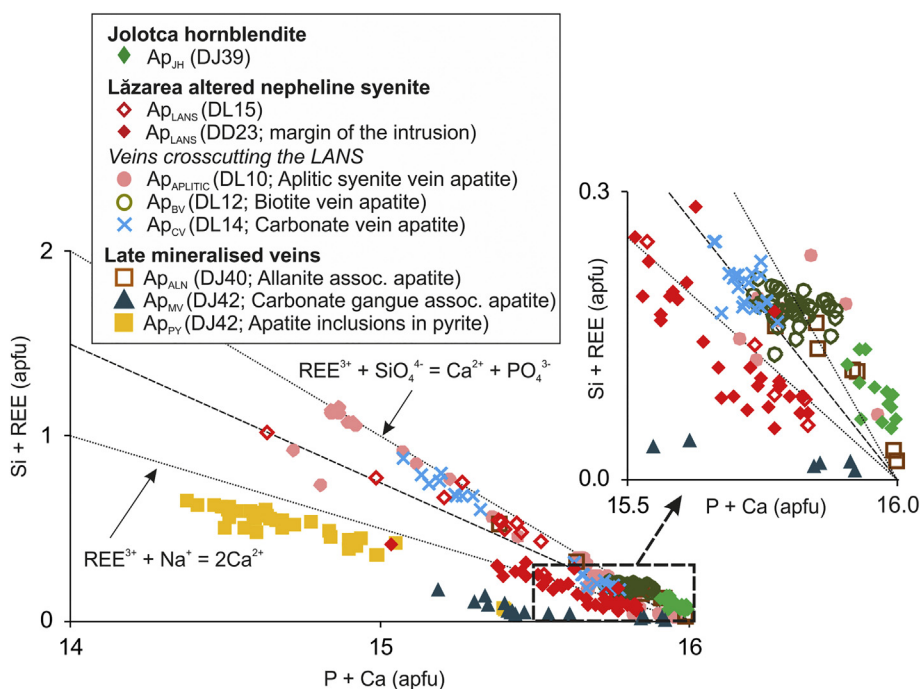 Jolotca hornblendite
Ap_JH (DJ39)
Lăzarea altered nepheline syenite
Ap_LANS (DL15)
Ap_LANS (DD23; margin of the intrusion)
Veins crosscutting the LANS
Ap_APLITIC (DL10; Aplitic syenite vein apatite)
Ap_BV (DL12; Biotite vein apatite)
Ap_CV (DL14; Carbonate vein apatite)
Late mineralised veins
Ap_ALN (DJ40; Allanite assoc. apatite)
Ap_MV (DJ42; Carbonate gangue assoc. apatite)
Ap_PY (DJ42; Apatite inclusions in pyrite)
2
1
0
Si + REE (apfu)
14
15
16
P + Ca (apfu)
REE³⁺ + SiO₄⁴⁻ = Ca²⁺ + PO₄³⁻
REE³⁺ + Na⁺ = 2Ca²⁺
0.3
0.0
Si + REE (apfu)
15.5
16.0
P + Ca (apfu)